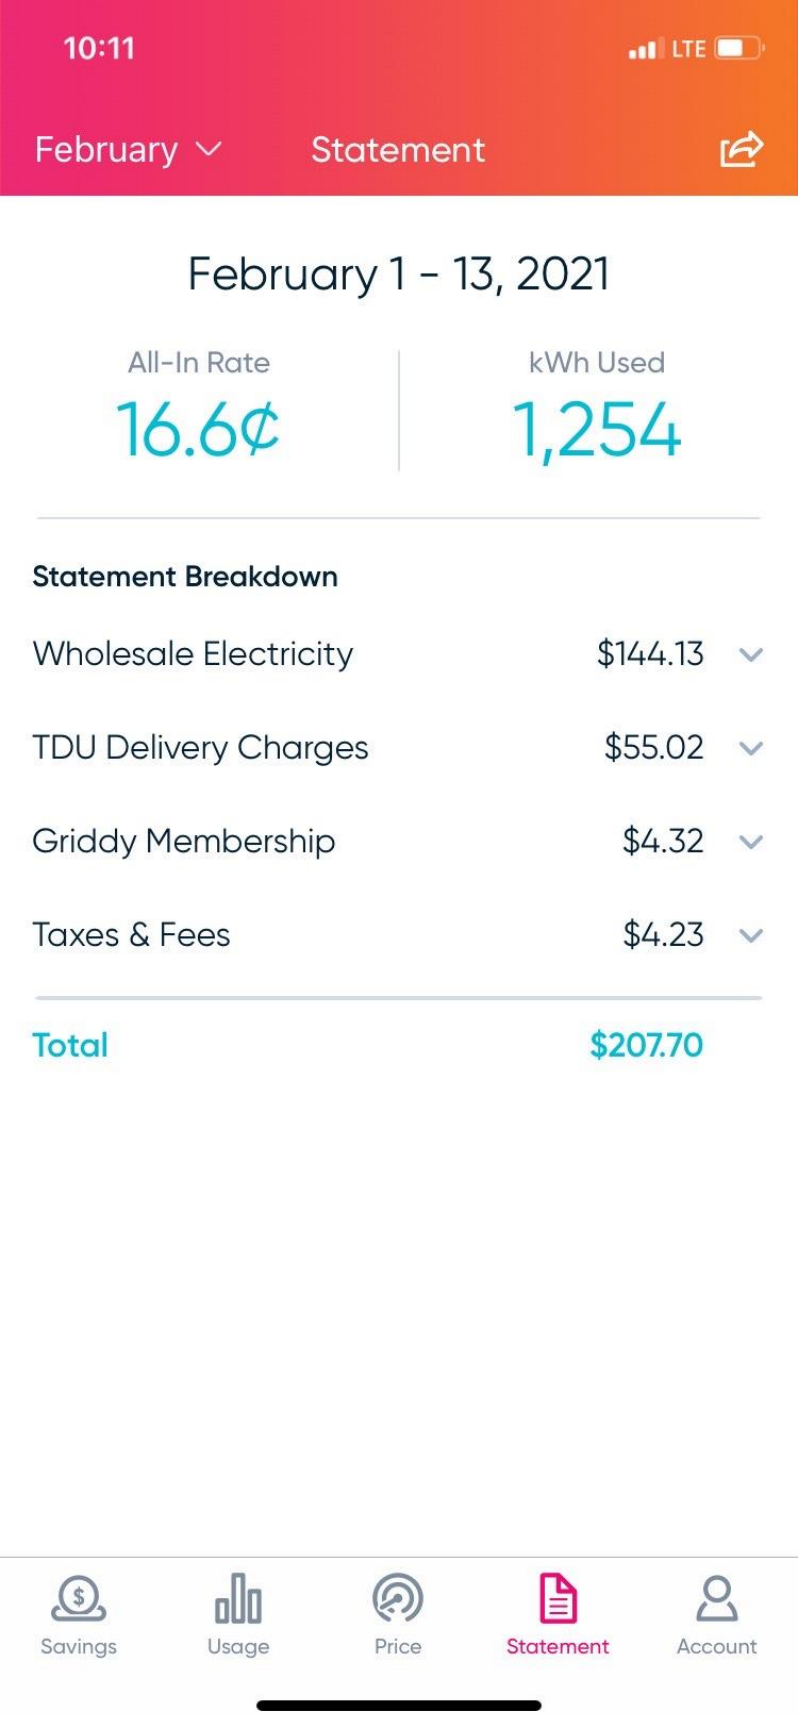 10:11 LTE
February Statement
February 1 - 13, 2021
All-In Rate kWh Used
16.6¢ 1,254
Statement Breakdown
Wholesale Electricity $144.13
TDU Delivery Charges $55.02
Griddy Membership $4.32
Taxes & Fees $4.23
Total $207.70
$
Savings Usage Price Statement Account